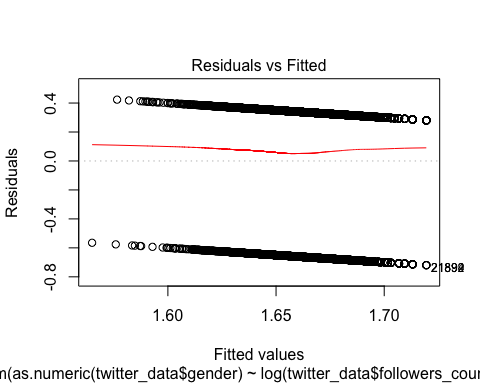 Residuals vs Fitted
Residuals
0.4
0.0
-0.4
-0.8
1.60 1.65 1.70
Fitted values
m(as.numeric(twitter_data$gender) ~ log(twitter_data$followers_cour